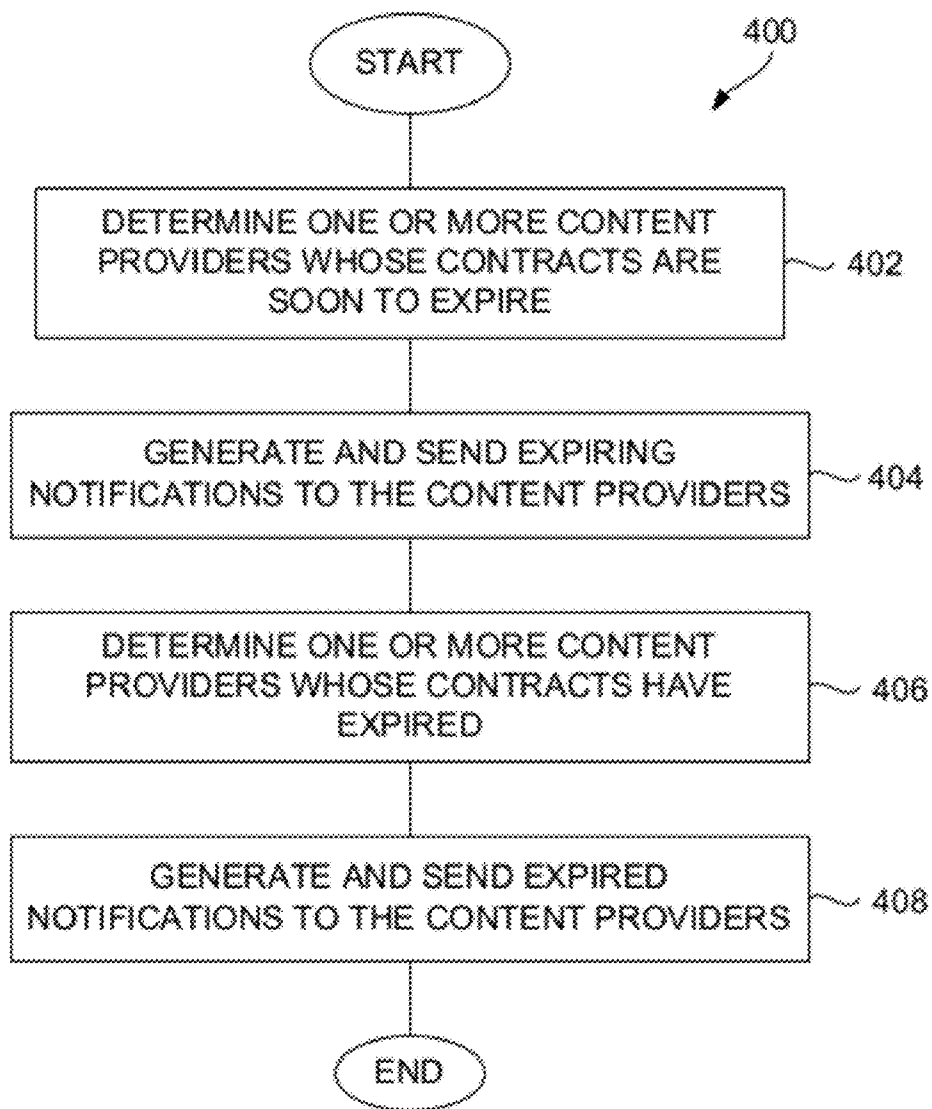 400
START
DETERMINE ONE OR MORE CONTENT
PROVIDERS WHOSE CONTRACTS ARE
SOON TO EXPIRE
402
GENERATE AND SEND EXPIRING
NOTIFICATIONS TO THE CONTENT PROVIDERS
404
DETERMINE ONE OR MORE CONTENT
PROVIDERS WHOSE CONTRACTS HAVE
EXPIRED
406
GENERATE AND SEND EXPIRED
NOTIFICATIONS TO THE CONTENT PROVIDERS
408
END